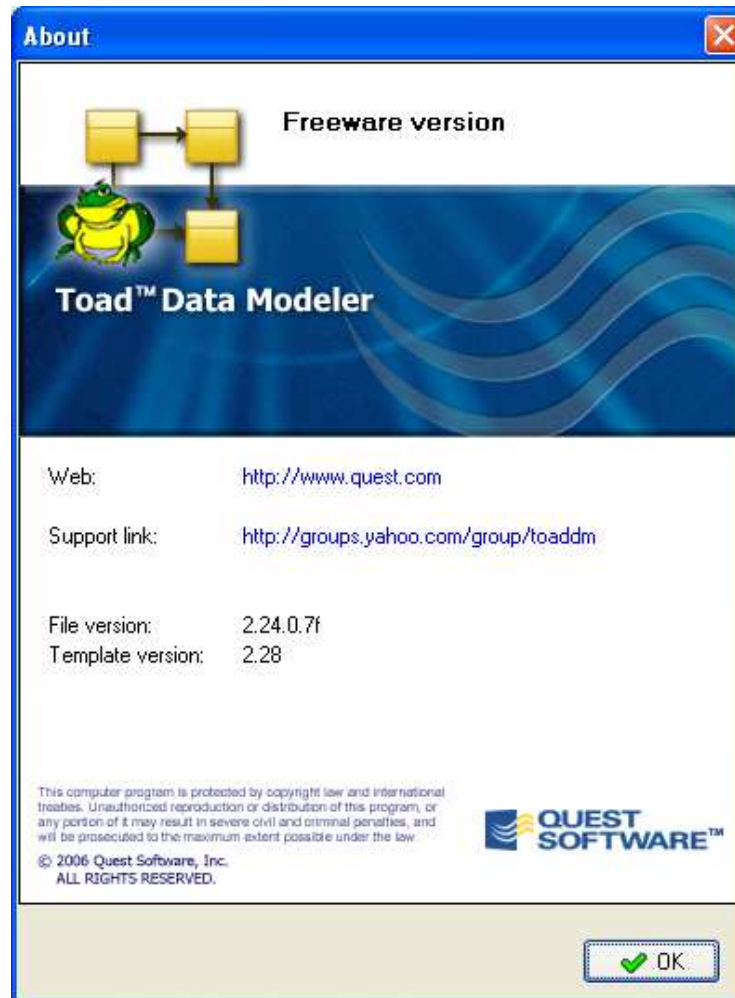 About
Freeware version
Toad™ Data Modeler
Web: http://www.quest.com
Support link: http://groups.yahoo.com/group/toaddm
File version: 2.24.0.7f
Template version: 2.28
This computer program is protected by copyright law and international
treaties. Unauthorized reproduction or distribution of this program, or
any portion of it may result in severe civil and criminal penalties, and
will be prosecuted to the maximum extent possible under the law.
© 2006 Quest Software, Inc.
ALL RIGHTS RESERVED.
QUEST
SOFTWARE™
OK